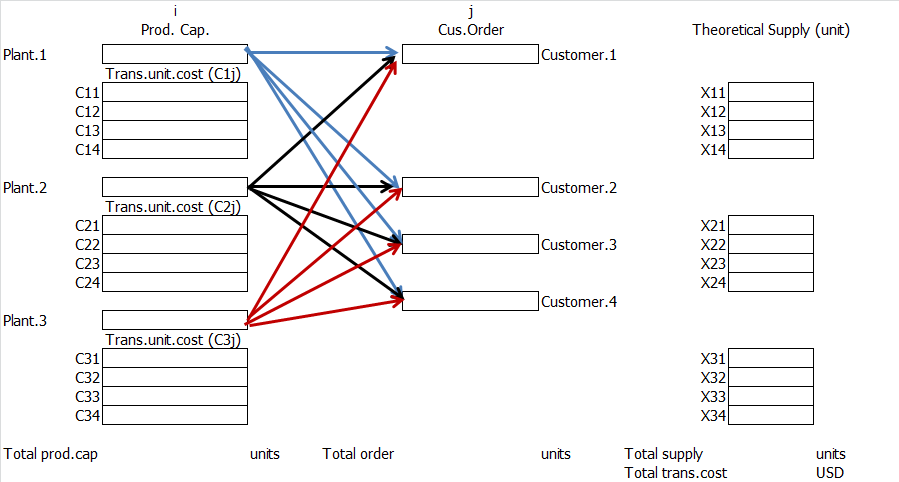 i j
Prod. Cap. Cus.Order Theoretical Supply (unit)
Plant.1 Customer.1
Trans.unit.cost (C1j)
C11 X11
C12 X12
C13 X13
C14 X14
Plant.2 Customer.2
Trans.unit.cost (C2j)
C21 X21
C22 Customer.3 X22
C23 X23
C24 X24
Customer.4
Plant.3
Trans.unit.cost (C3j)
C31 X31
C32 X32
C33 X33
C34 X34
Total prod.cap units Total order units Total supply units
Total trans.cost USD